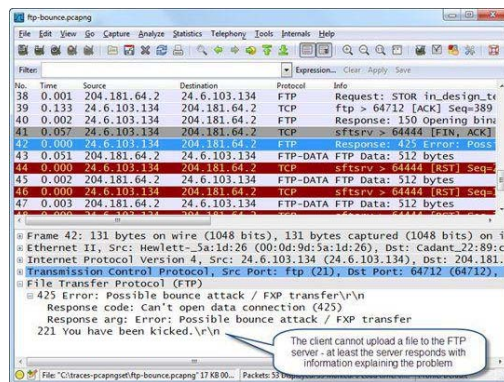 ftp-bounce.pcapng
File Edit View Go Capture Analyze Statistics Telephony Tools Internals Help
Filter: Expression... Clear Apply Save
No. Time Source Destination Protocol Info
38 0.001 204.181.64.2 24.6.103.134 FTP Request: STOR in_design_te
39 0.133 24.6.103.134 204.181.64.2 TCP ftp > 64712 [ACK] Seq=389
40 0.002 24.6.103.134 204.181.64.2 FTP Response: 150 Opening bina
41 0.057 24.6.103.134 204.181.64.2 TCP sftsrv > 64444 [FIN, ACK]
42 0.000 24.6.103.134 204.181.64.2 FTP Response: 425 Error: Possi
43 0.051 204.181.64.2 24.6.103.134 FTP-DATA FTP Data: 512 bytes
44 0.000 24.6.103.134 204.181.64.2 TCP sftsrv > 64444 [RST] Seq=
45 0.002 204.181.64.2 24.6.103.134 FTP-DATA FTP Data: 512 bytes
46 0.000 24.6.103.134 204.181.64.2 TCP sftsrv > 64444 [RST] Seq=
47 0.003 204.181.64.2 24.6.103.134 FTP-DATA FTP Data: 512 bytes
Frame 42: 131 bytes on wire (1048 bits), 131 bytes captured (1048 bits) on i
Ethernet II, Src: Hewlett-_5a:1d:26 (00:0d:9d:5a:1d:26), Dst: Cadant_22:89:c
Internet Protocol Version 4, Src: 24.6.103.134 (24.6.103.134), Dst: 204.181.
Transmission Control Protocol, Src Port: ftp (21), Dst Port: 64712 (64712),
File Transfer Protocol (FTP)
425 Error: Possible bounce attack / FXP transfer\r\n
Response code: Can't open data connection (425)
Response arg: Error: Possible bounce attack / FXP transfer
221 You have been kicked.\r\n
The client cannot upload a file to the FTP
server - at least the server responds with
information explaining the problem
File: "C:\traces-pcapngset\ftp-bounce.pcapng" 17 KB 00... Packets: 53